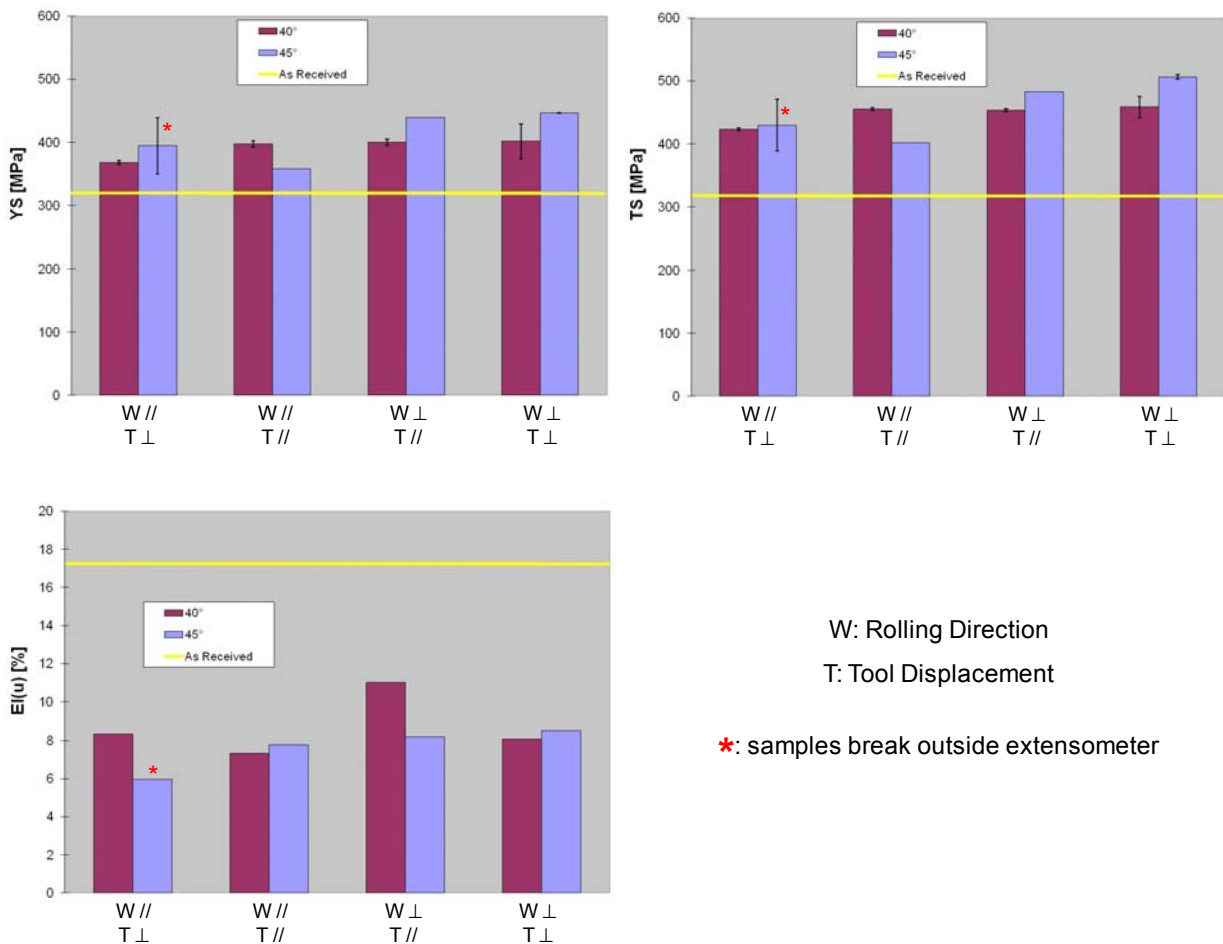 600
500
400
300
200
100
0
YS [MPa]
40°
45°
As Received
*
W // W // W ⊥ W ⊥
T ⊥ T // T // T ⊥
600
500
400
300
200
100
0
TS [MPa]
40°
45°
As Received
*
W // W // W ⊥ W ⊥
T ⊥ T // T // T ⊥
20
18
16
14
12
10
8
6
4
2
0
El(u) [%]
40°
45°
As Received
*
W // W // W ⊥ W ⊥
T ⊥ T // T // T ⊥
W: Rolling Direction
T: Tool Displacement
*: samples break outside extensometer